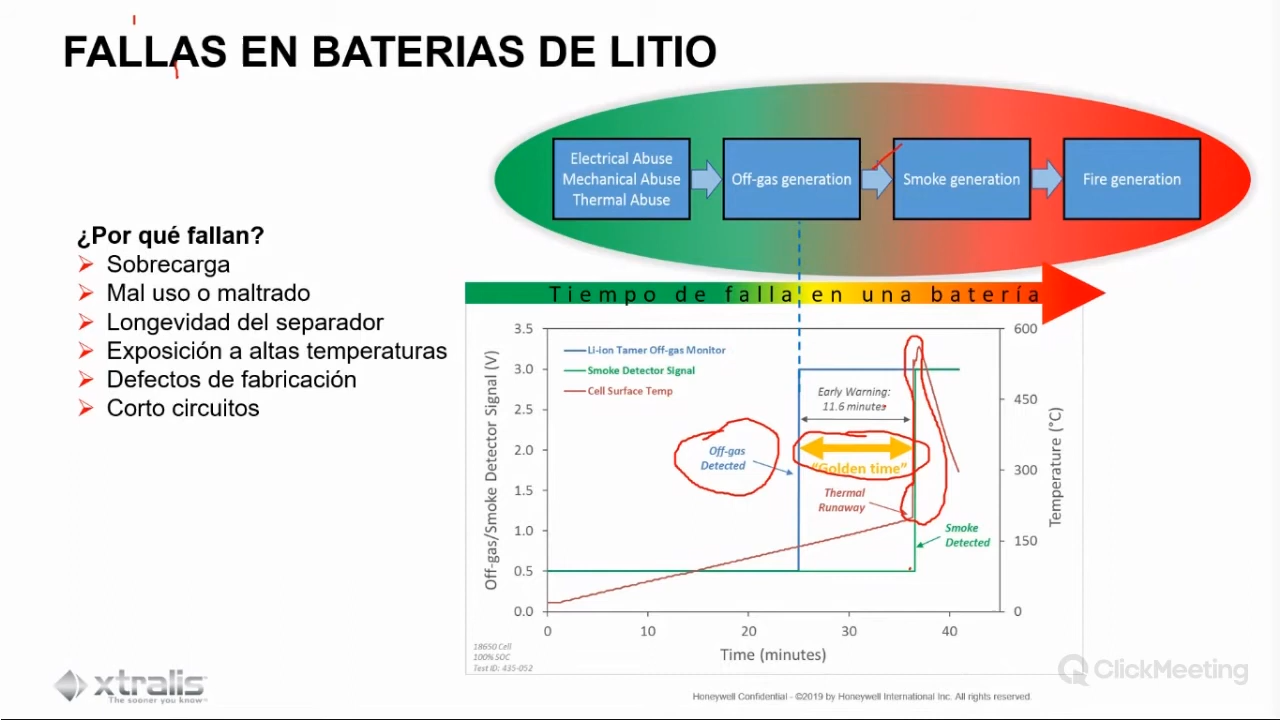 FALLAS EN BATERIAS DE LITIO
Electrical Abuse
Mechanical Abuse
Thermal Abuse
Off-gas generation
Smoke generation
Fire generation
¿Por qué fallan?
Sobrecarga
Mal uso o maltrado
Longevidad del separador
Exposición a altas temperaturas
Defectos de fabricación
Corto circuitos
Tiempo de falla en una batería
3.5
3.0
2.5
2.0
1.5
1.0
0.5
0.0
Off-gas/Smoke Detector Signal (V)
Li-ion Tamer Off-gas Monitor
Smoke Detector Signal
Cell Surface Temp
Early Warning:
11.6 minutes
Off-gas
Detected
"Golden time"
Thermal
Runaway
Smoke
Detected
600
450
300
150
0
Temperature (°C)
0
10
20
30
40
Time (minutes)
18650 Cell
100% SOC
Test ID: 435-052
xtralis
The sooner you know™
Honeywell Confidential - ©2019 by Honeywell International Inc. All rights reserved.
ClickMeeting